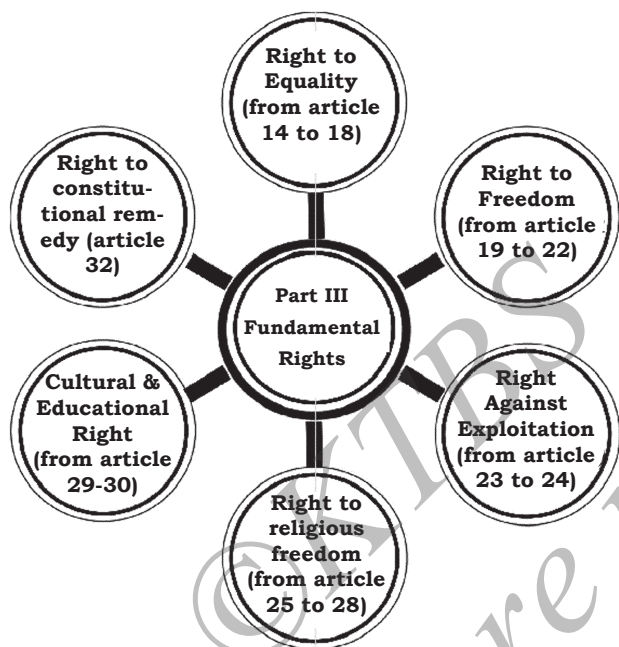 Right to
Equality
(from article
14 to 18)
Right to
Freedom
(from article
19 to 22)
Right
Against
Exploitation
(from article
23 to 24)
Right to
religious
freedom
(from article
25 to 28)
Cultural &
Educational
Right
(from article
29-30)
Right to
constitu-
tional rem-
edy (article
32)
Part III
Fundamental
Rights
©KTBS
re